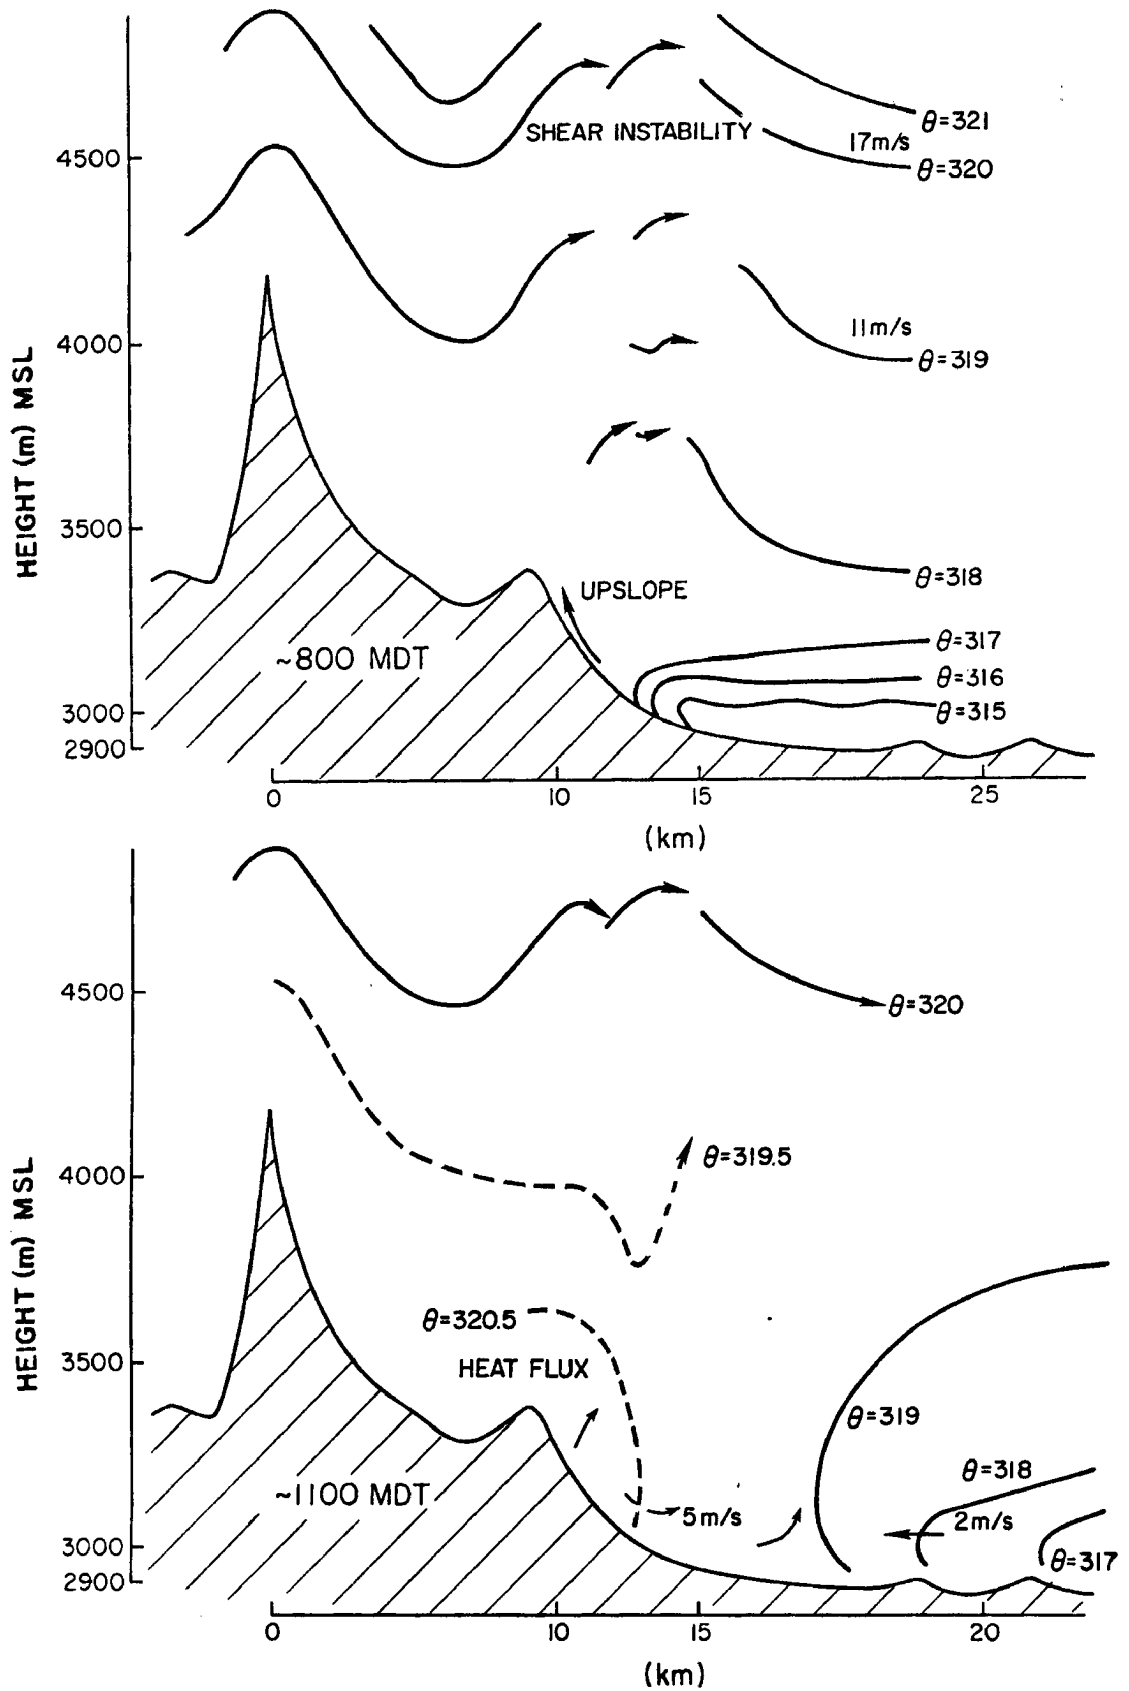 θ=321
SHEAR INSTABILITY
17m/s
4500
θ=320
11m/s
4000
θ=319
HEIGHT (m) MSL
3500
θ=318
UPSLOPE
θ=317
~800 MDT
θ=316
3000
θ=315
2900
0 10 15 25
(km)
4500
θ=320
4000
θ=319.5
HEIGHT (m) MSL
θ=320.5
3500
HEAT FLUX
θ=319
θ=318
~1100 MDT
5m/s
2m/s
3000
θ=317
2900
0 10 15 20
(km)